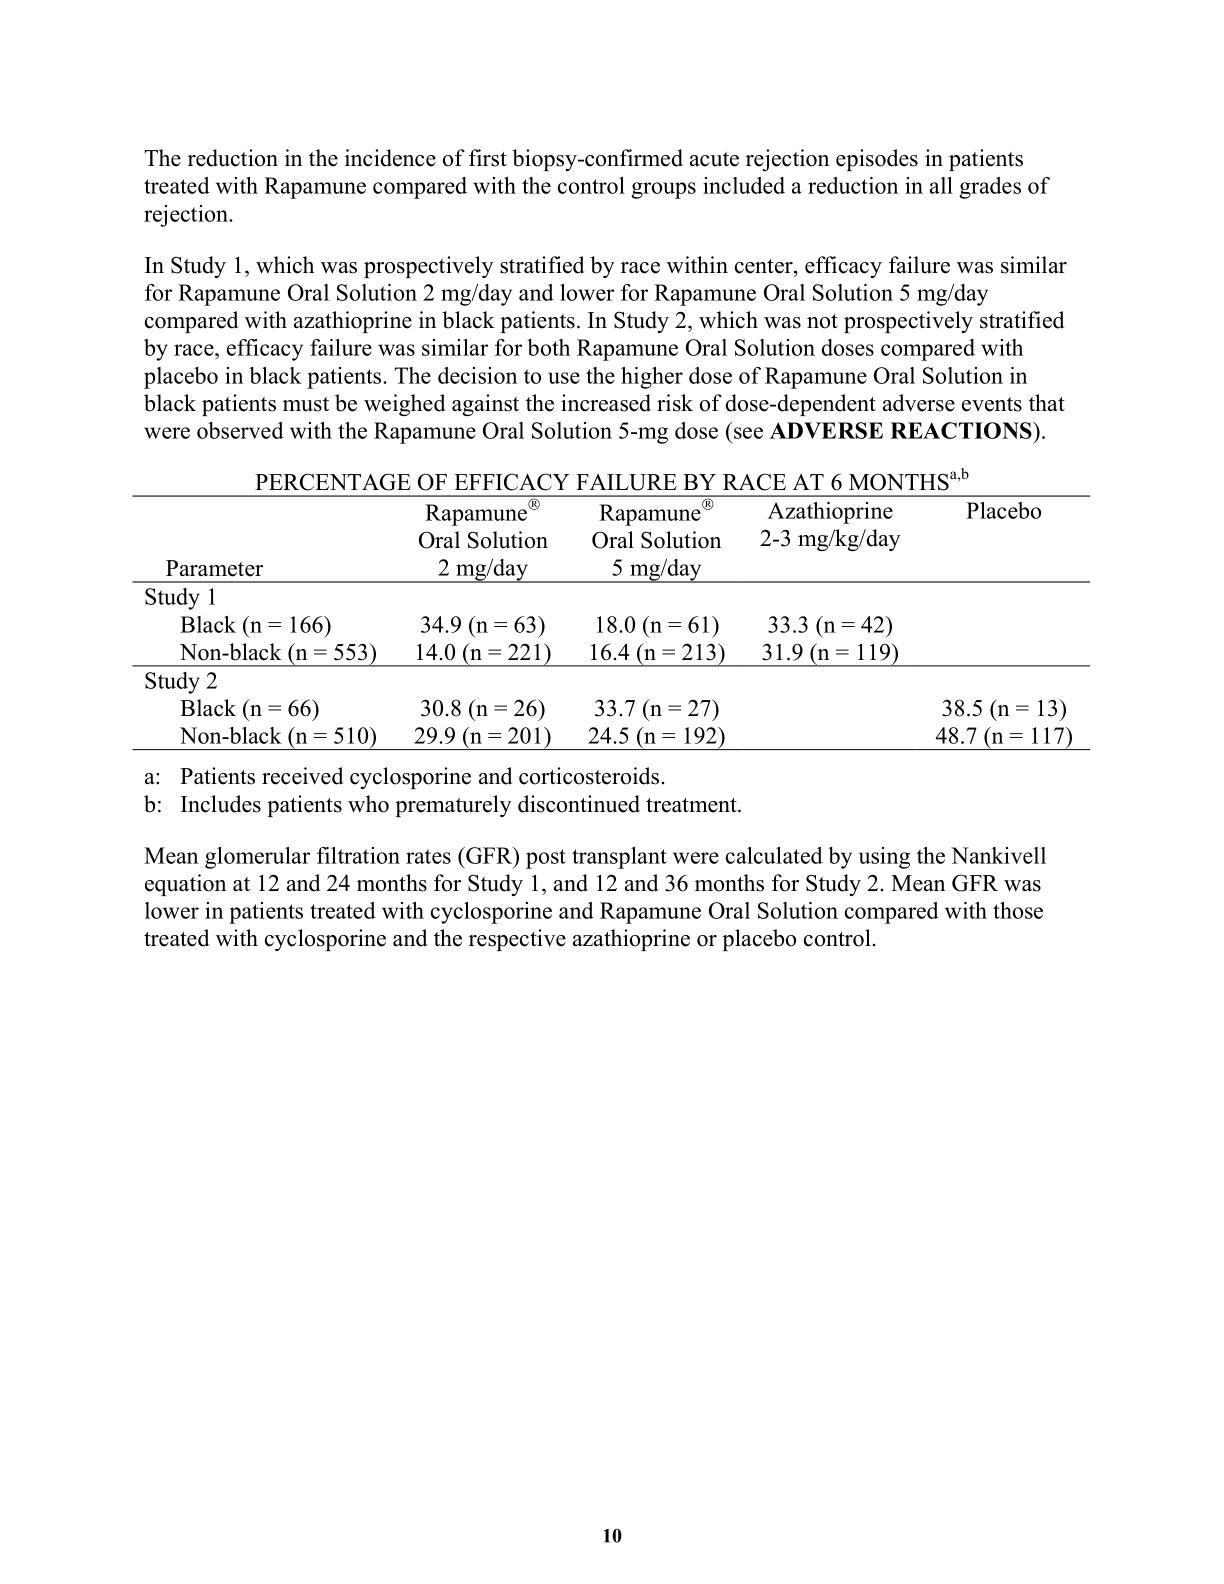 The reduction in the incidence of first biopsy-confirmed acute rejection episodes in patients
treated with Rapamune compared with the control groups included a reduction in all grades of
rejection.
In Study 1, which was prospectively stratified by race within center, efficacy failure was similar
for Rapamune Oral Solution 2 mg/day and lower for Rapamune Oral Solution 5 mg/day
compared with azathioprine in black patients. In Study 2, which was not prospectively stratified
by race, efficacy failure was similar for both Rapamune Oral Solution doses compared with
placebo in black patients. The decision to use the higher dose of Rapamune Oral Solution in
black patients must be weighed against the increased risk of dose-dependent adverse events that
were observed with the Rapamune Oral Solution 5-mg dose (see ADVERSE REACTIONS).
PERCENTAGE OF EFFICACY FAILURE BY RACE AT 6 MONTHSa,b
Rapamune® Rapamune® Azathioprine Placebo
Oral Solution Oral Solution 2-3 mg/kg/day
Parameter 2 mg/day 5 mg/day
Study 1
Black (n = 166) 34.9 (n = 63) 18.0 (n = 61) 33.3 (n = 42)
Non-black (n = 553) 14.0 (n = 221) 16.4 (n = 213) 31.9 (n = 119)
Study 2
Black (n = 66) 30.8 (n = 26) 33.7 (n = 27) 38.5 (n = 13)
Non-black (n = 510) 29.9 (n = 201) 24.5 (n = 192) 48.7 (n = 117)
a: Patients received cyclosporine and corticosteroids.
b: Includes patients who prematurely discontinued treatment.
Mean glomerular filtration rates (GFR) post transplant were calculated by using the Nankivell
equation at 12 and 24 months for Study 1, and 12 and 36 months for Study 2. Mean GFR was
lower in patients treated with cyclosporine and Rapamune Oral Solution compared with those
treated with cyclosporine and the respective azathioprine or placebo control.
10